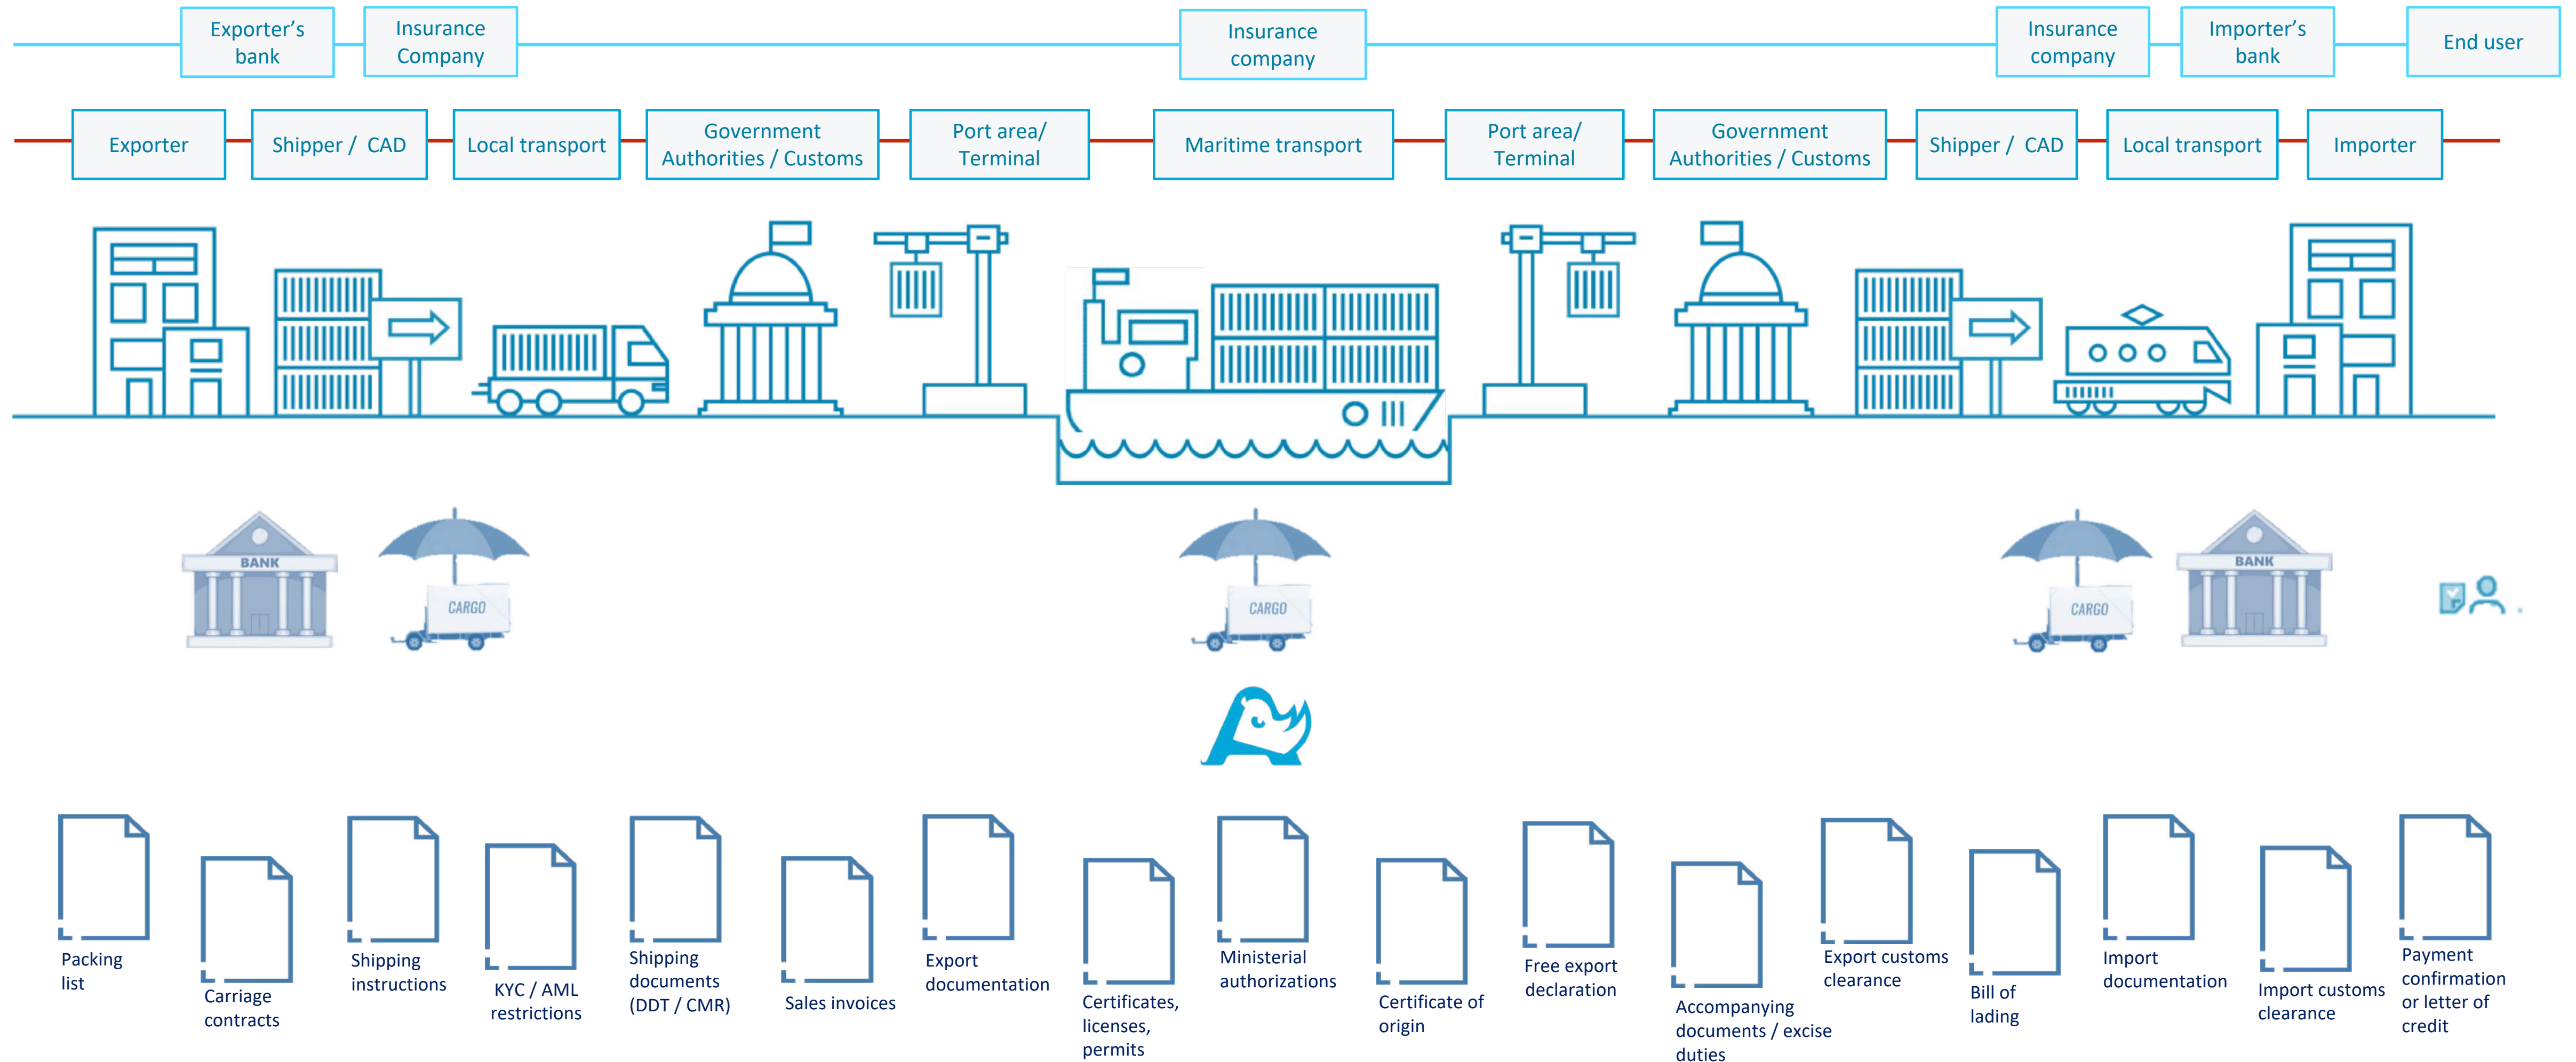 Exporter's
bank
Insurance
Company
Insurance
company
Insurance
company
Importer's
bank
End user
Exporter
Shipper / CAD
Local transport
Government
Authorities / Customs
Port area/
Terminal
Maritime transport
Port area/
Terminal
Government
Authorities / Customs
Shipper / CAD
Local transport
Importer
BANK
CARGO
CARGO
CARGO
BANK
Packing
list
Carriage
contracts
Shipping
instructions
KYC / AML
restrictions
Shipping
documents
(DDT / CMR)
Sales invoices
Export
documentation
Certificates,
licenses,
permits
Ministerial
authorizations
Certificate of
origin
Free export
declaration
Accompanying
documents / excise
duties
Export customs
clearance
Bill of
lading
Import
documentation
Import customs
clearance
Payment
confirmation
or letter of
credit